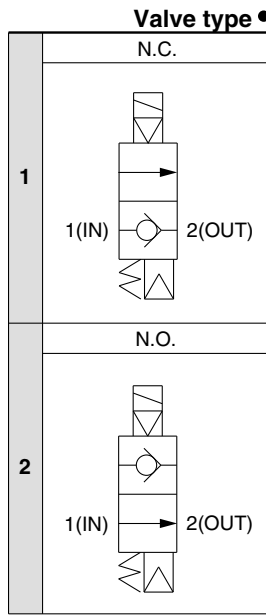 Valve type ●
N.C.
1
1(IN) 2(OUT)
N.O.
2
1(IN) 2(OUT)